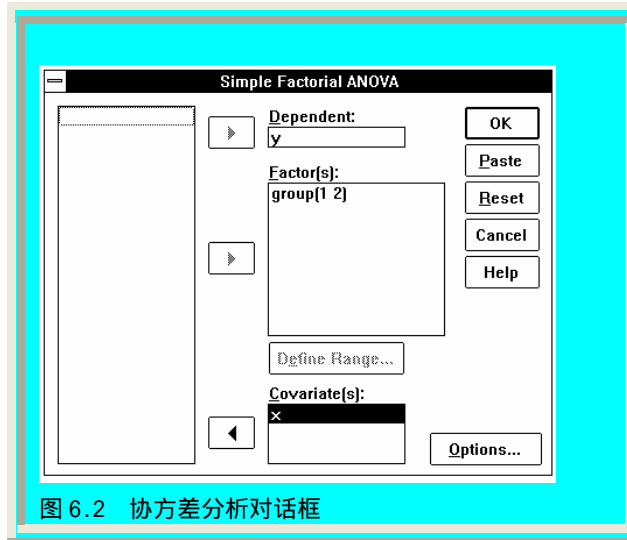 Simple Factorial ANOVA
Dependent:
y
Factor(s):
group(1 2)
Define Range...
Covariate(s):
x
OK
Paste
Reset
Cancel
Help
Options...
图 6.2 协方差分析对话框